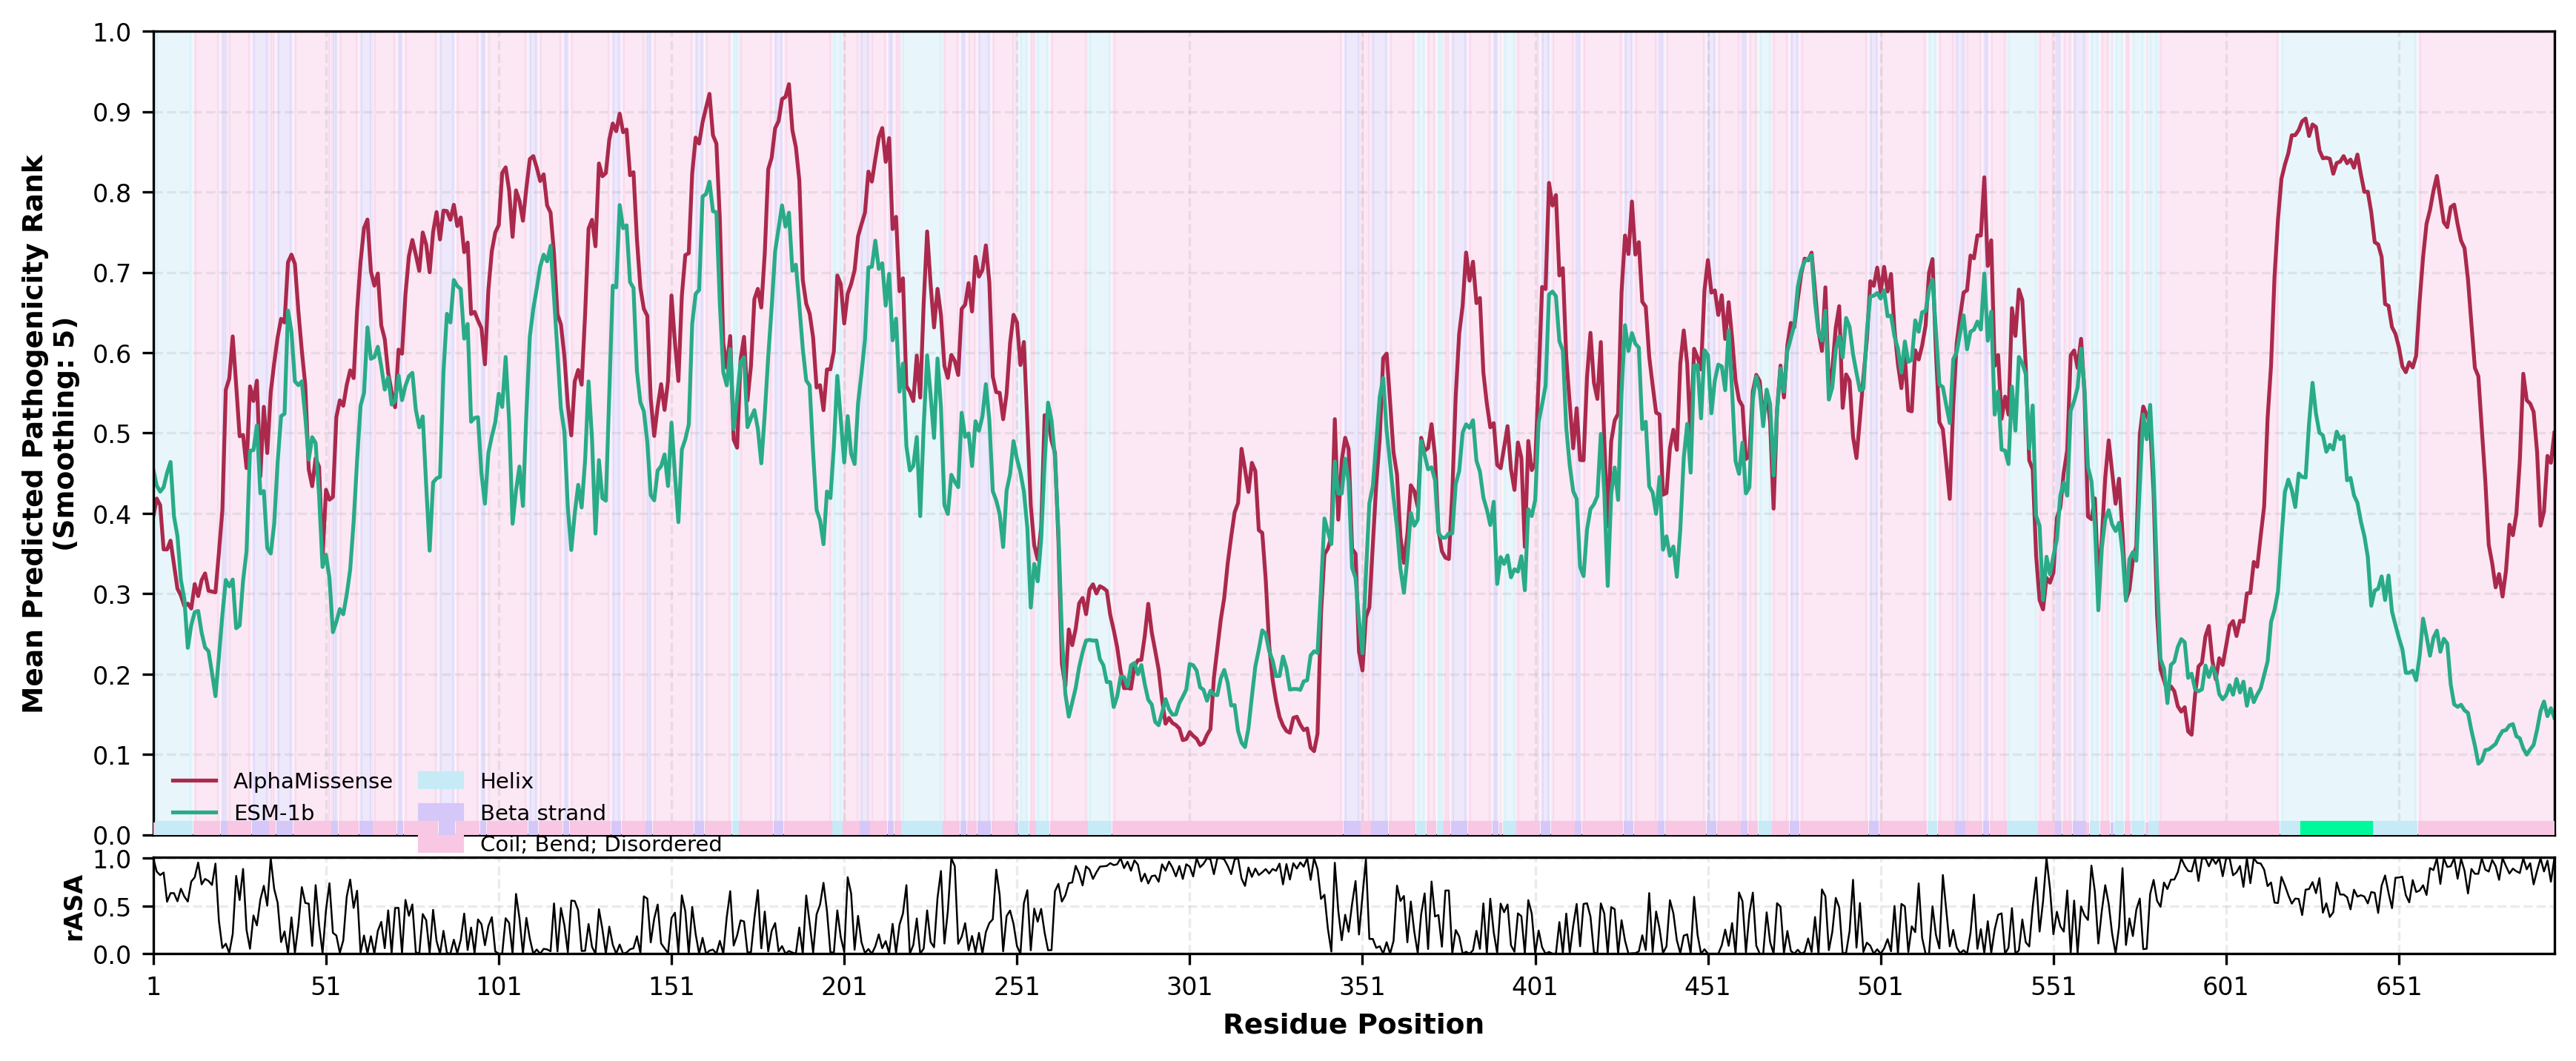 1.0
0.9
0.8
0.7
0.6
0.5
0.4
0.3
0.2
0.1
0.0
Mean Predicted Pathogenicity Rank
(Smoothing: 5)
AlphaMissense
ESM-1b
Helix
Beta strand
Coil; Bend; Disordered
1.0
0.5
0.0
rASA
1 51 101 151 201 251 301 351 401 451 501 551 601 651
Residue Position